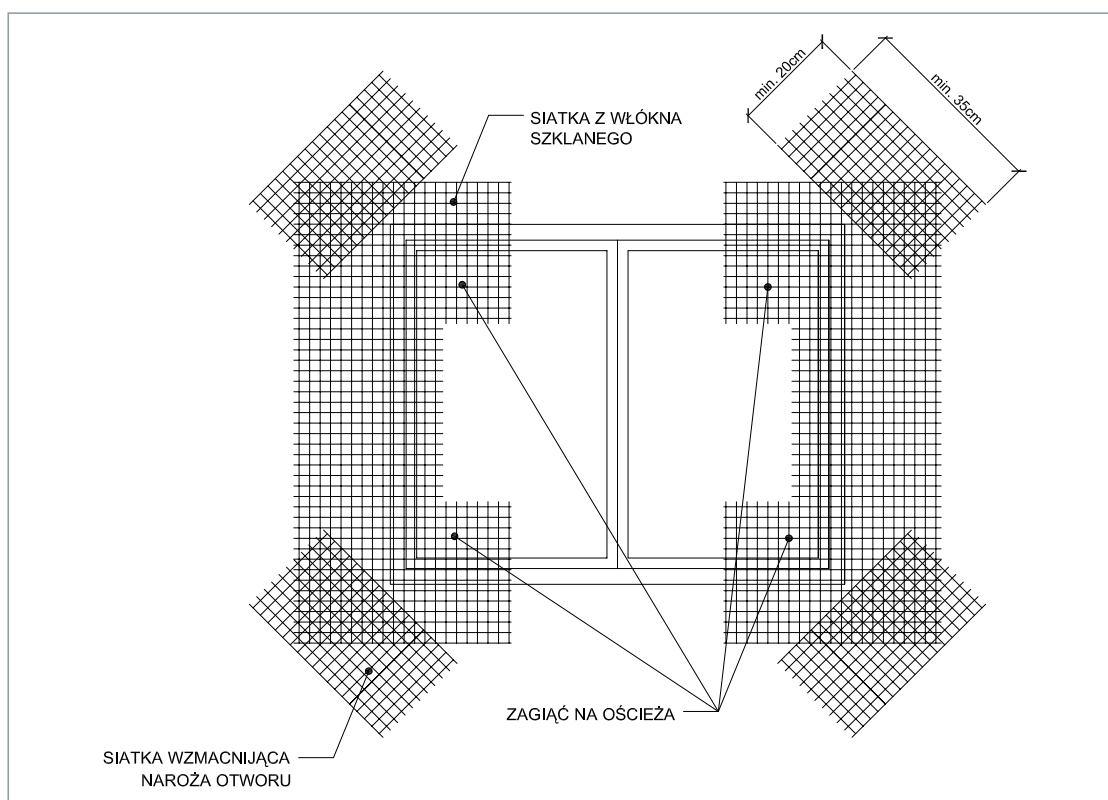 min. 20cm
min. 35cm
SIATKA Z WŁÓKNA
SZKLANEGO
ZAGIĄĆ NA OŚCIEŻA
SIATKA WZMACNIJĄCA
NAROŻA OTWORU